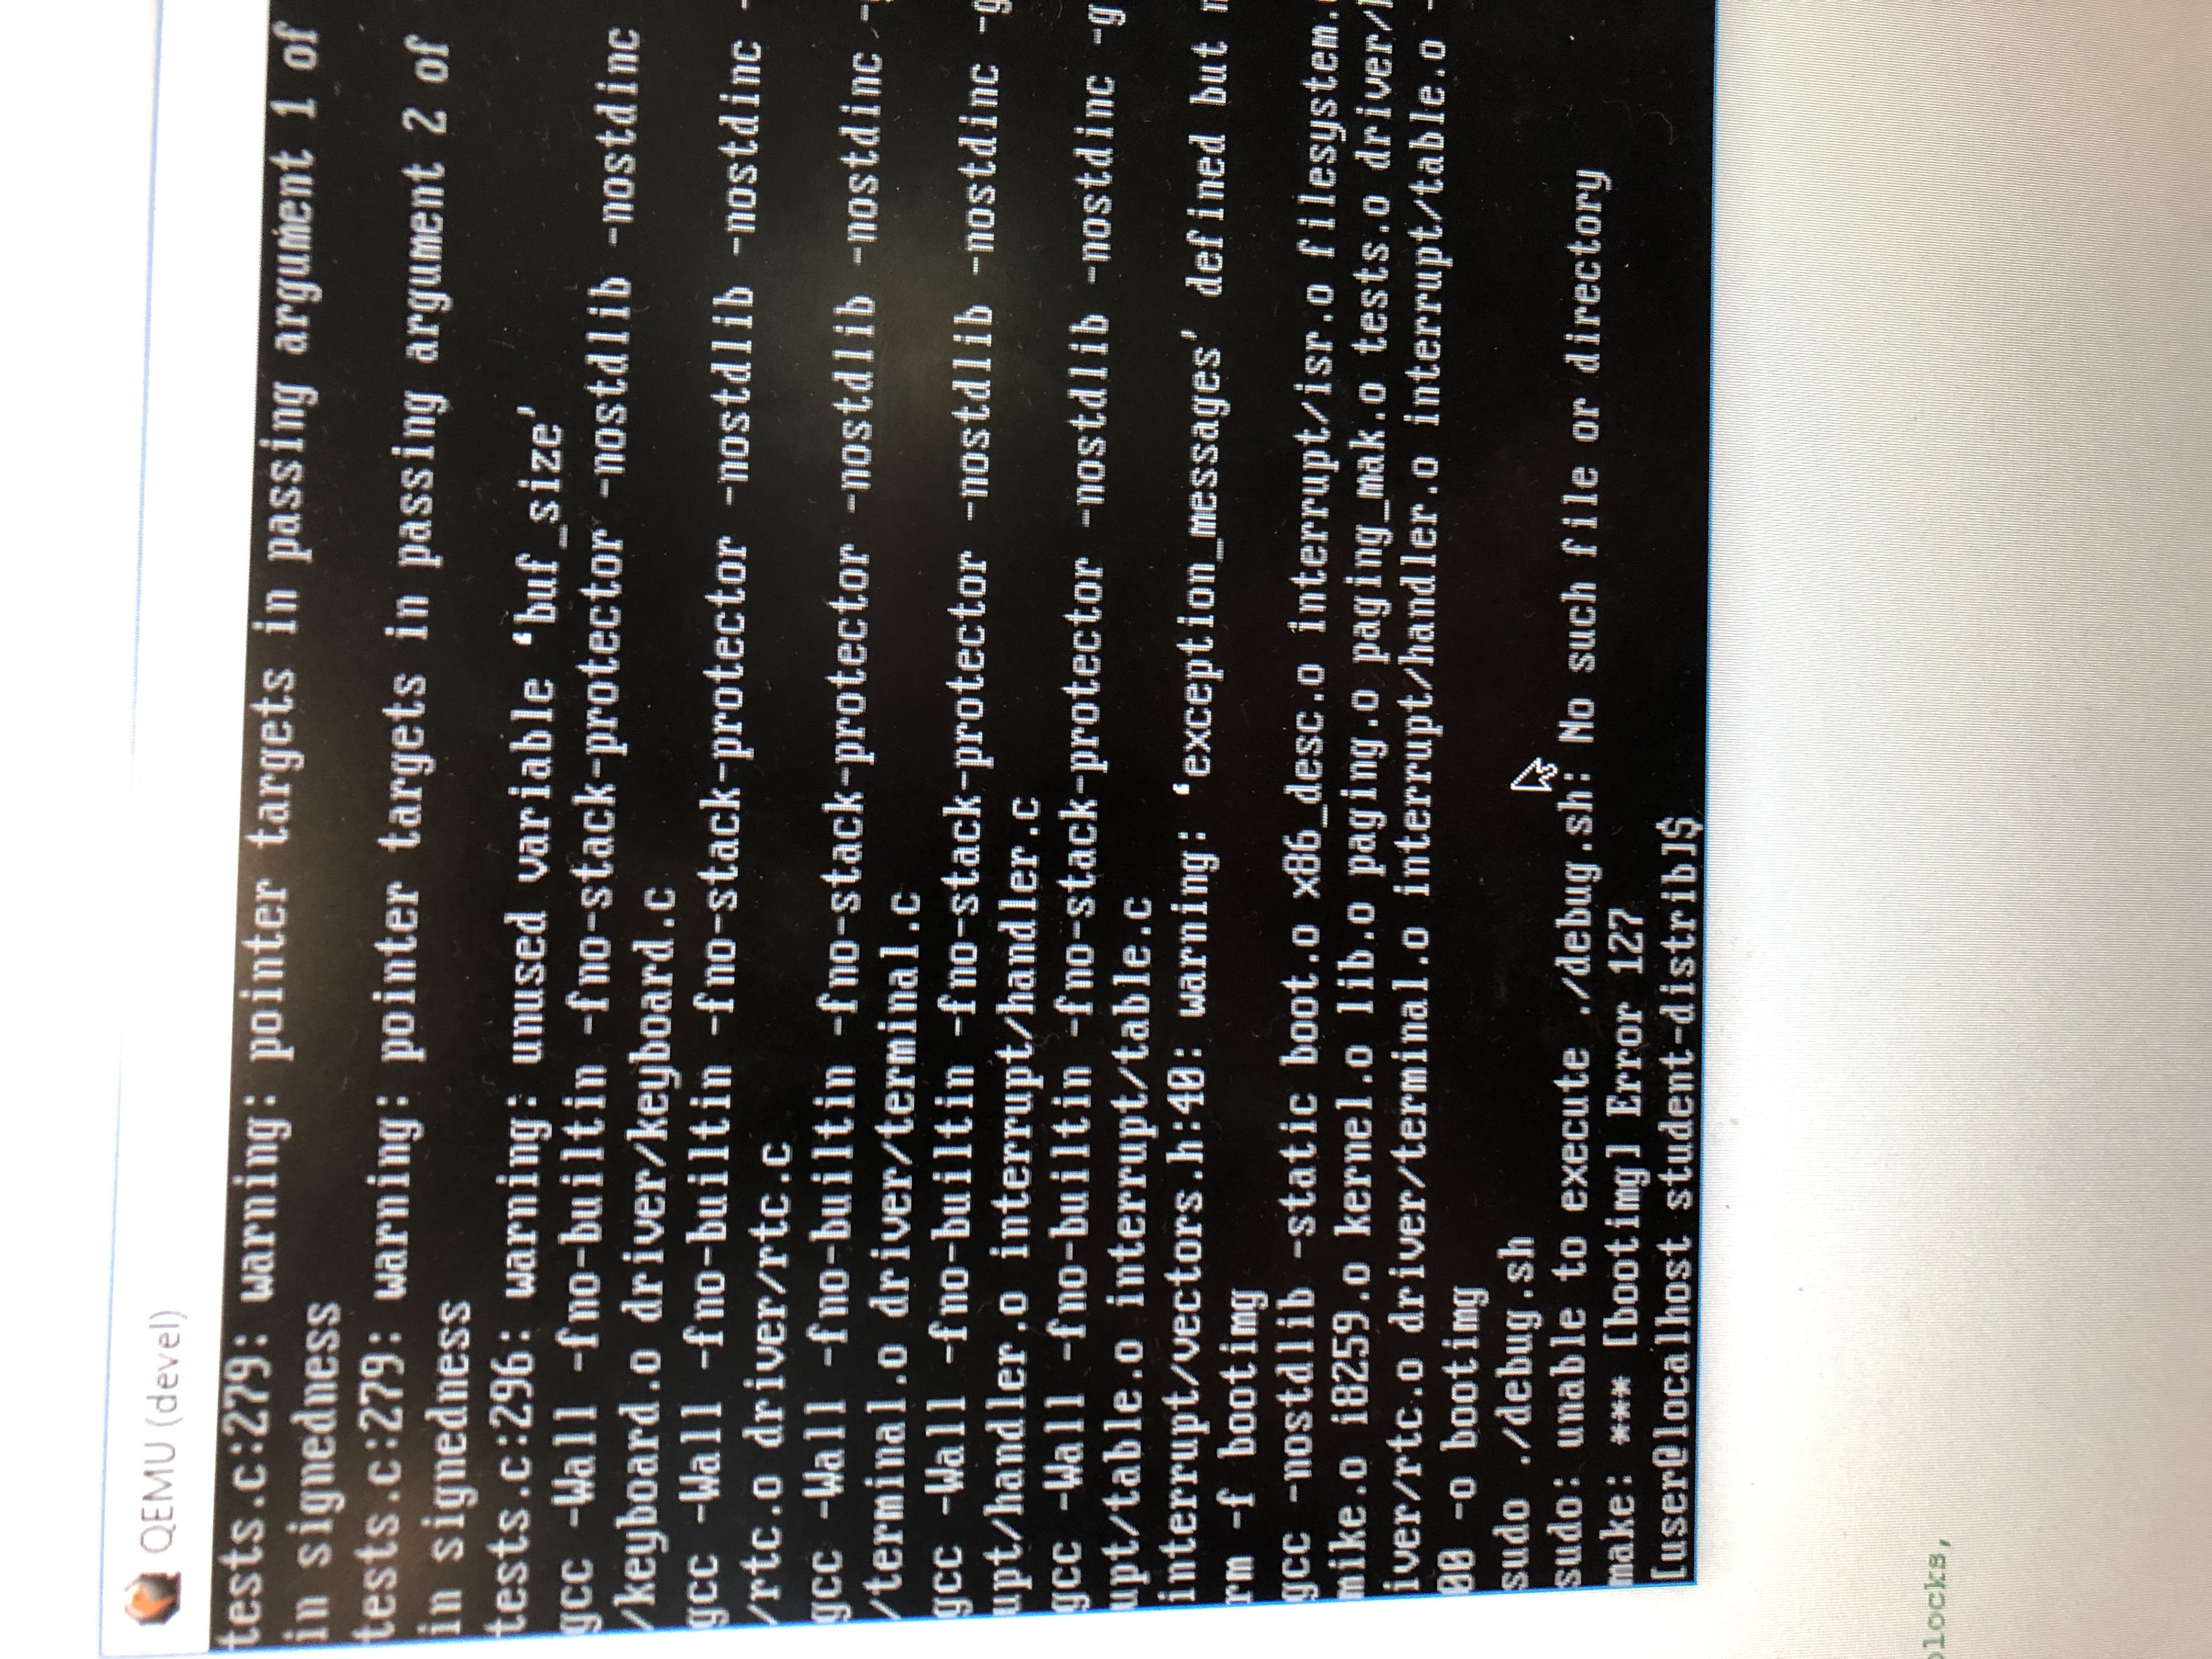 QEMU (devel)
tests.c:279: warning: pointer targets in passing argument 1 of
in signedness
tests.c:279: warning: pointer targets in passing argument 2 of
in signedness
tests.c:296: warning: unused variable ‘buf_size’
gcc -Wall -fno-builtin -fno-stack-protector -nostdlib -nostdinc
/keyboard.o driver/keyboard.c
gcc -Wall -fno-builtin -fno-stack-protector -nostdlib -nostdinc -
/rtc.o driver/rtc.c
gcc -Wall -fno-builtin -fno-stack-protector -nostdlib -nostdinc -
/terminal.o driver/terminal.c
gcc -Wall -fno-builtin -fno-stack-protector -nostdlib -nostdinc -g
upt/handler.o interrupt/handler.c
gcc -Wall -fno-builtin -fno-stack-protector -nostdlib -nostdinc -g
upt/table.o interrupt/table.c
interrupt/vectors.h:40: warning: ‘exception_messages’ defined but
rm -f bootimg
gcc -nostdlib -static boot.o x86_desc.o interrupt/isr.o filesystem.
mike.o i8259.o kernel.o lib.o paging.o paging_mak.o tests.o driver/
iver/rtc.o driver/terminal.o interrupt/handler.o interrupt/table.o -
00 -o bootimg
sudo ./debug.sh
sudo: unable to execute ./debug.sh: No such file or directory
make: *** [bootimg] Error 127
[user@localhost student-distrib]$
locks,